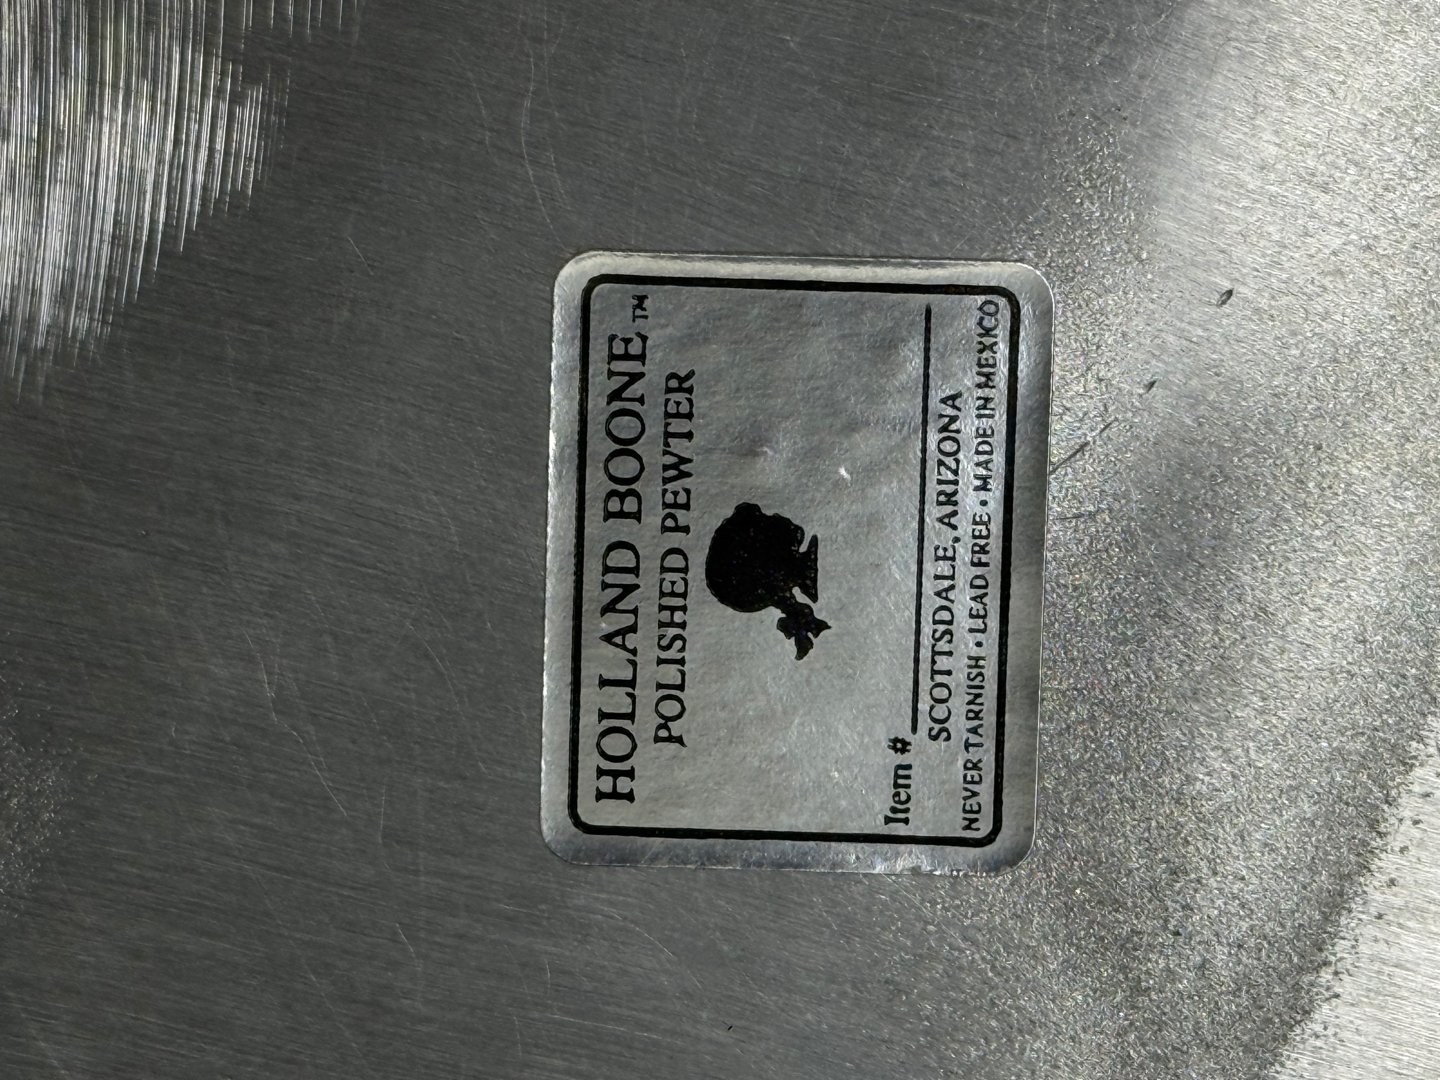 HOLLAND BOONE™
POLISHED PEWTER
Item #
SCOTTSDALE, ARIZONA
NEVER TARNISH • LEAD FREE • MADE IN MEXICO